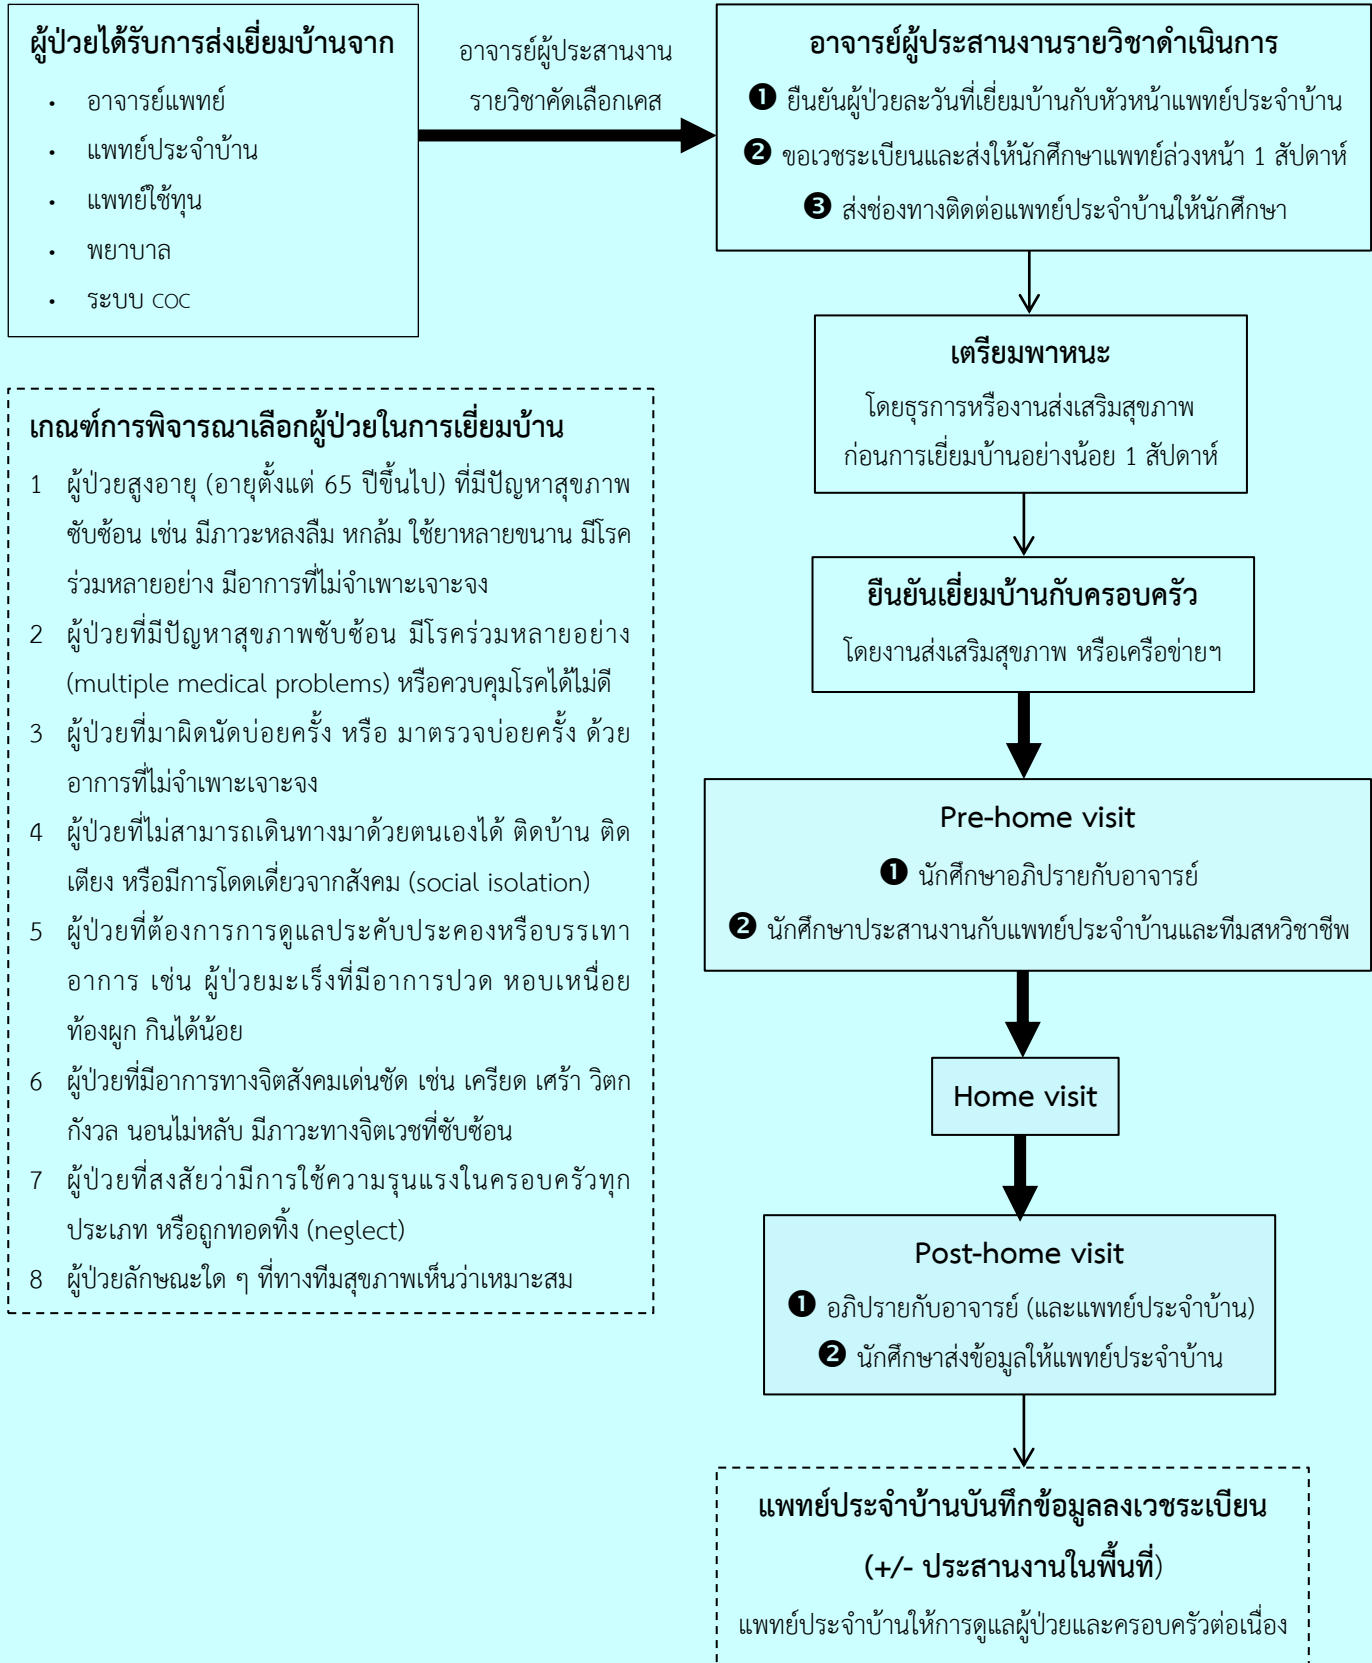 ผู้ป่วยได้รับการส่งเยี่ยมบ้านจาก
• อาจารย์แพทย์
• แพทย์ประจำบ้าน
• แพทย์ใช้ทุน
• พยาบาล
• ระบบ COC
อาจารย์ผู้ประสานงาน
รายวิชาคัดเลือกเคส
อาจารย์ผู้ประสานงานรายวิชาดำเนินการ
❶ ยืนยันผู้ป่วยละวันที่เยี่ยมบ้านกับหัวหน้าแพทย์ประจำบ้าน
❷ ขอเวชระเบียนและส่งให้นักศึกษาแพทย์ล่วงหน้า 1 สัปดาห์
❸ ส่งช่องทางติดต่อแพทย์ประจำบ้านให้นักศึกษา
เตรียมพาหนะ
โดยธุรการหรืองานส่งเสริมสุขภาพ
ก่อนการเยี่ยมบ้านอย่างน้อย 1 สัปดาห์
ยืนยันเยี่ยมบ้านกับครอบครัว
โดยงานส่งเสริมสุขภาพ หรือเครือข่ายฯ
Pre-home visit
❶ นักศึกษาอภิปรายกับอาจารย์
❷ นักศึกษาประสานงานกับแพทย์ประจำบ้านและทีมสหวิชาชีพ
Home visit
Post-home visit
❶ อภิปรายกับอาจารย์ (และแพทย์ประจำบ้าน)
❷ นักศึกษาส่งข้อมูลให้แพทย์ประจำบ้าน
แพทย์ประจำบ้านบันทึกข้อมูลลงเวชระเบียน
(+/- ประสานงานในพื้นที่)
แพทย์ประจำบ้านให้การดูแลผู้ป่วยและครอบครัวต่อเนื่อง
เกณฑ์การพิจารณาเลือกผู้ป่วยในการเยี่ยมบ้าน
1 ผู้ป่วยสูงอายุ (อายุตั้งแต่ 65 ปีขึ้นไป) ที่มีปัญหาสุขภาพ
ซับซ้อน เช่น มีภาวะหลงลืม หกล้ม ใช้ยาหลายขนาน มีโรค
ร่วมหลายอย่าง มีอาการที่ไม่จำเพาะเจาะจง
2 ผู้ป่วยที่มีปัญหาสุขภาพซับซ้อน มีโรคร่วมหลายอย่าง
(multiple medical problems) หรือควบคุมโรคได้ไม่ดี
3 ผู้ป่วยที่มาผิดนัดบ่อยครั้ง หรือ มาตรวจบ่อยครั้ง ด้วย
อาการที่ไม่จำเพาะเจาะจง
4 ผู้ป่วยที่ไม่สามารถเดินทางมาด้วยตนเองได้ ติดบ้าน ติด
เตียง หรือมีการโดดเดี่ยวจากสังคม (social isolation)
5 ผู้ป่วยที่ต้องการการดูแลประคับประคองหรือบรรเทา
อาการ เช่น ผู้ป่วยมะเร็งที่มีอาการปวด หอบเหนื่อย
ท้องผูก กินได้น้อย
6 ผู้ป่วยที่มีอาการทางจิตสังคมเด่นชัด เช่น เครียด เศร้า วิตก
กังวล นอนไม่หลับ มีภาวะทางจิตเวชที่ซับซ้อน
7 ผู้ป่วยที่สงสัยว่ามีการใช้ความรุนแรงในครอบครัวทุก
ประเภท หรือถูกทอดทิ้ง (neglect)
8 ผู้ป่วยลักษณะใด ๆ ที่ทางทีมสุขภาพเห็นว่าเหมาะสม